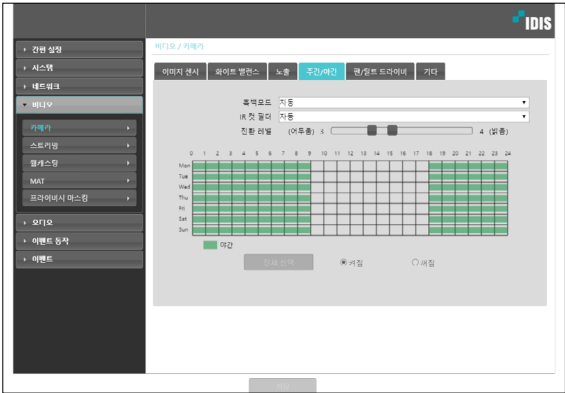 IDIS
간편 설정
시스템
네트워크
비디오
카메라
스트리밍
웹캐스팅
MAT
프라이버시 마스킹
오디오
이벤트 동작
이벤트
비디오 / 카메라
이미지 센서 화이트 밸런스 노출 주간/야간 팬/틸트 드라이버 기타
흑백모드 자동
IR 컷 필터 자동
전환 레벨 (어두움) 3 4 (밝음)
0 1 2 3 4 5 6 7 8 9 10 11 12 13 14 15 16 17 18 19 20 21 22 23 24
Mon
Tue
Wed
Thu
Fri
Sat
Sun
야간
전체 선택 켜짐 꺼짐